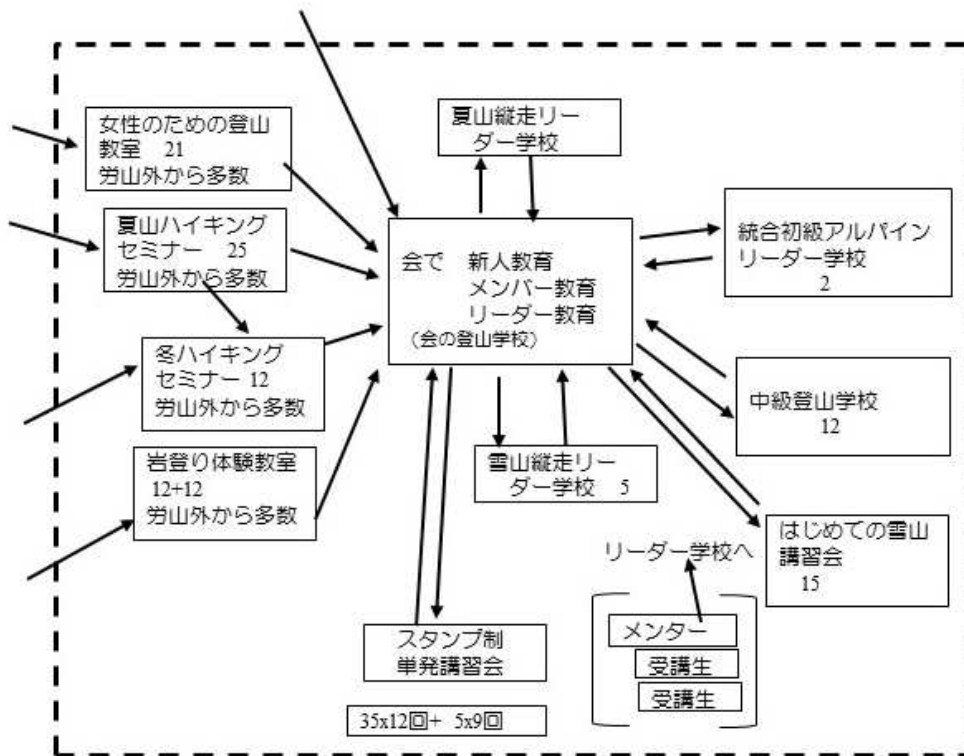 女性のための登山
教室 21
労山外から多数
夏山ハイキング
セミナー 25
労山外から多数
冬ハイキング
セミナー 12
労山外から多数
岩登り体験教室
12+12
労山外から多数
夏山縦走リー
ダー学校
会で 新人教育
メンバー教育
リーダー教育
(会の登山学校)
雪山縦走リー
ダー学校 5
スタンプ制
単発講習会
35x12回+ 5x9回
統合初級アルパイン
リーダー学校
2
中級登山学校
12
はじめての雪山
講習会
15
リーダー学校へ
メンター
受講生
受講生